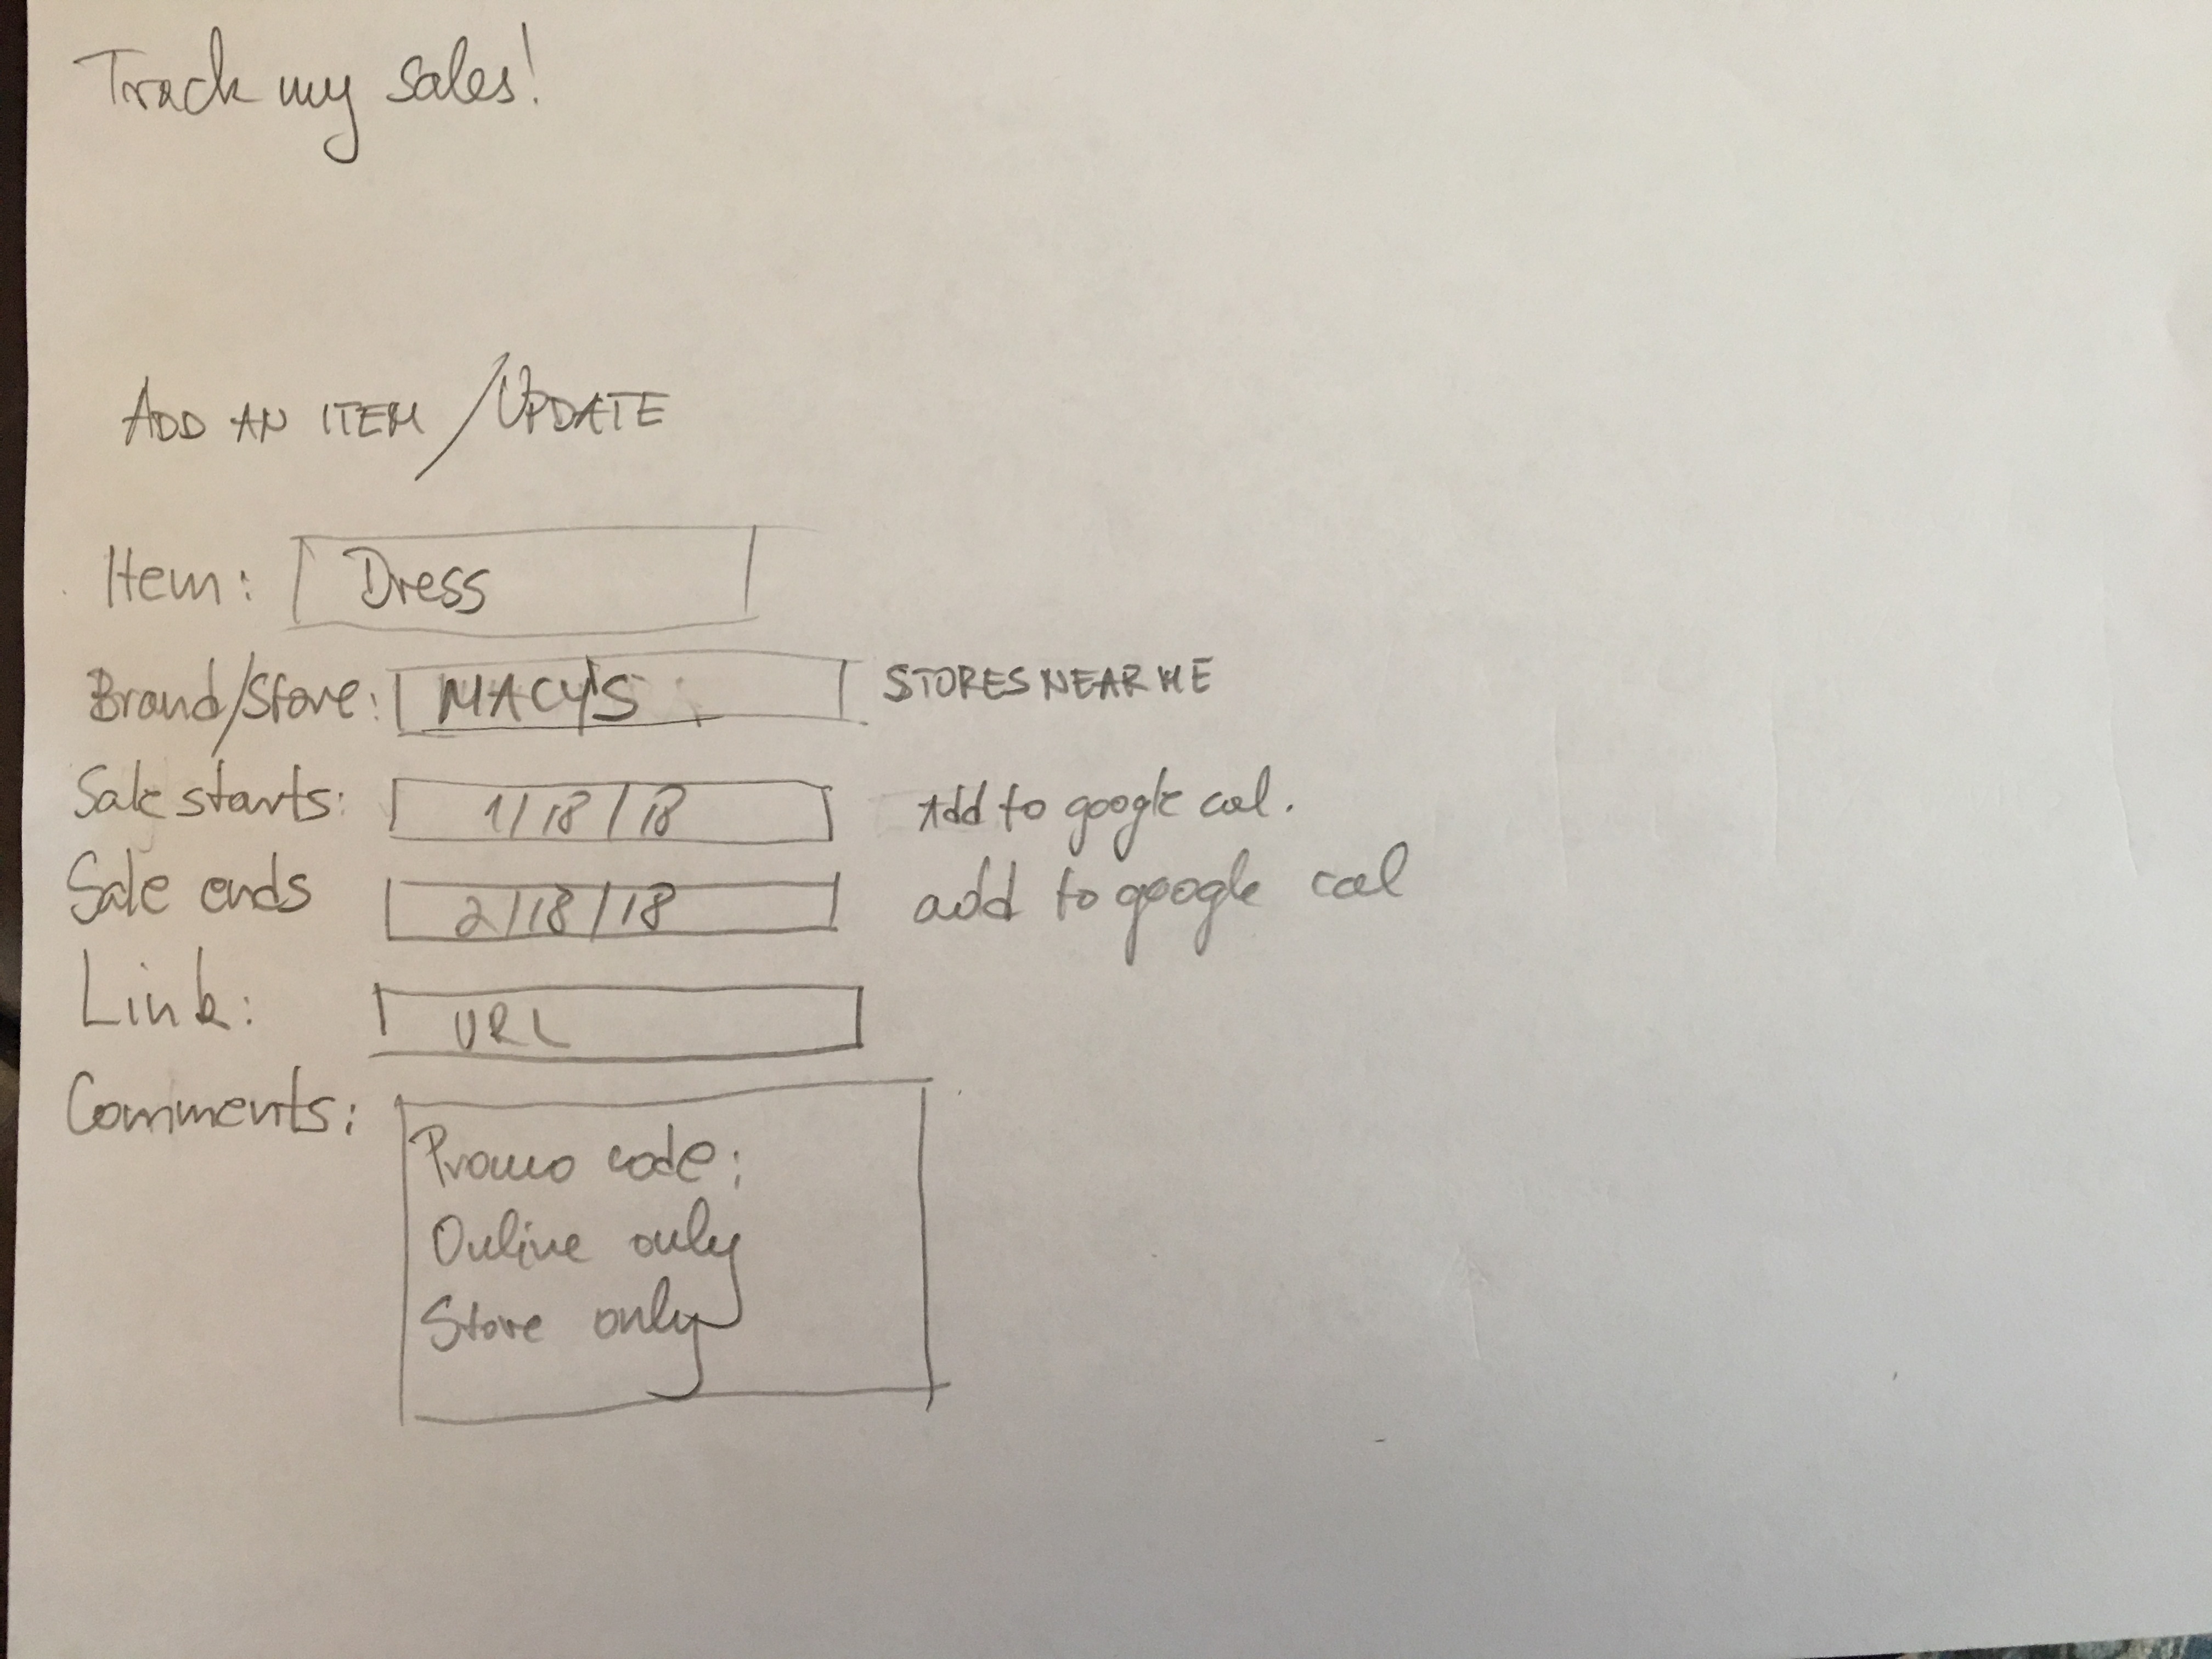 Track my sales!
ADD AN ITEM / UPDATE
Item: Dress
Brand/Store: MACY'S STORES NEAR ME
Sale starts: 1/18/18 Add to google cal.
Sale ends 2/18/18 add to google cal
Link: URL
Comments: Promo code:
Online only
Store only